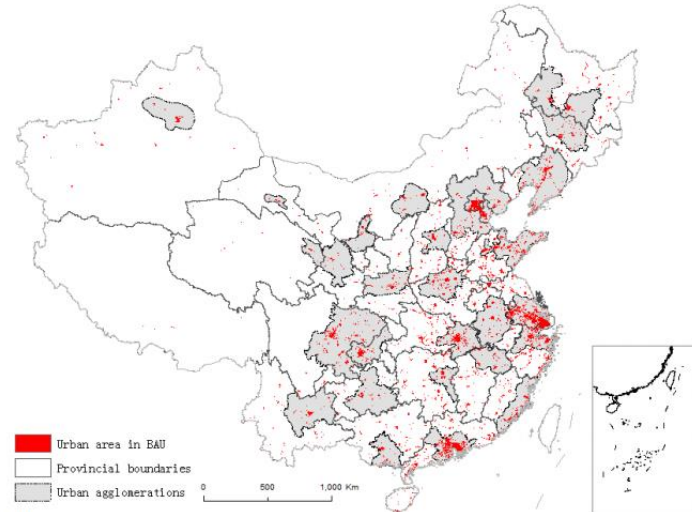 Urban area in BAU
Provincial boundaries
Urban agglomerations
0 500 1,000 Km